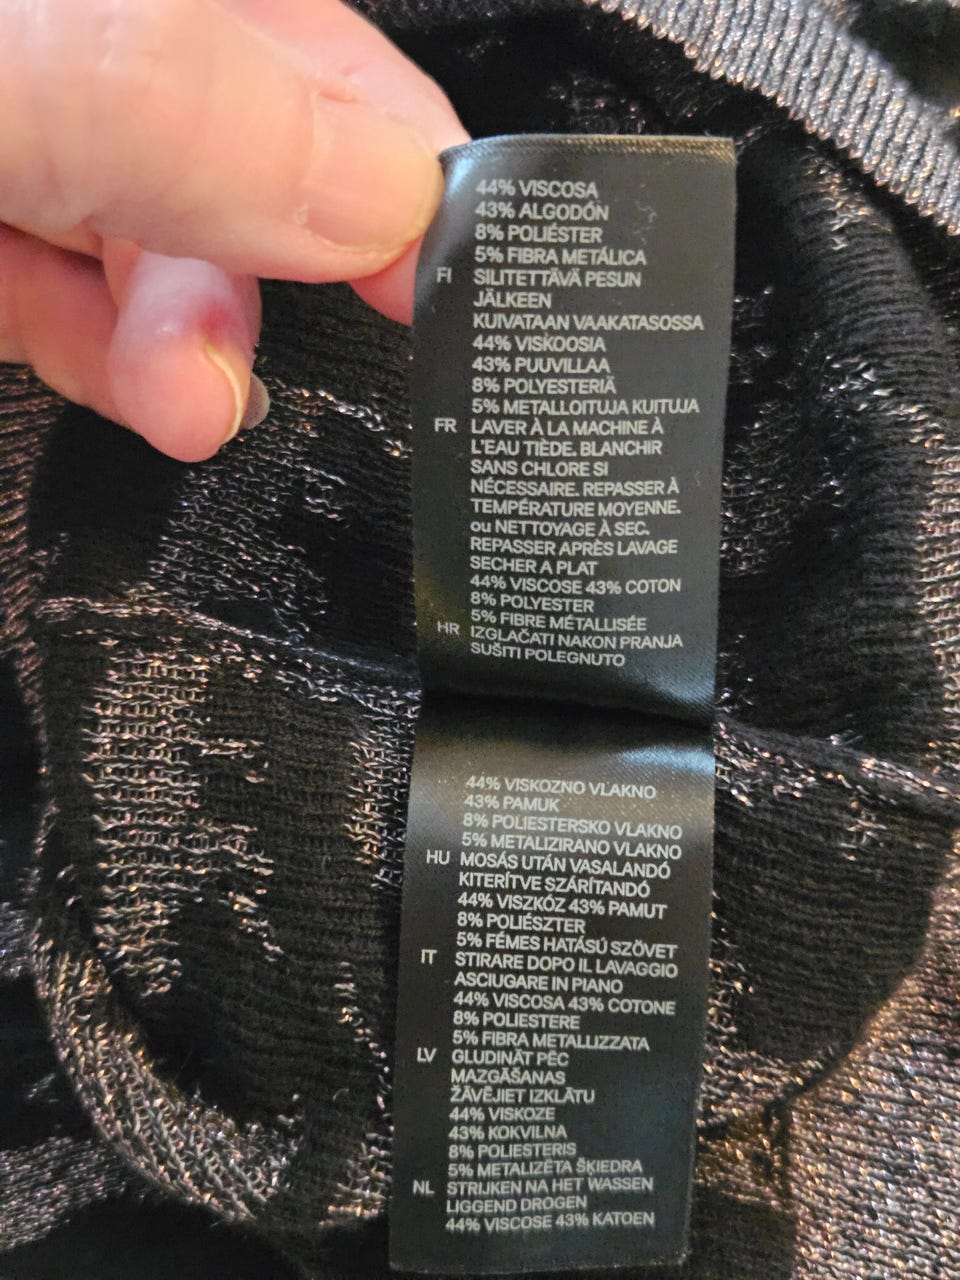 44% VISCOSA
43% ALGODÓN
8% POLIÉSTER
5% FIBRA METÁLICA
FI SILITETTÄVÄ PESUN
JÄLKEEN
KUIVATAAN VAAKATASOSSA
44% VISKOOSIA
43% PUUVILLAA
8% POLYESTERIÄ
5% METALLOITUJA KUITUJA
FR LAVER À LA MACHINE À
L'EAU TIÈDE. BLANCHIR
SANS CHLORE SI
NÉCESSAIRE. REPASSER À
TEMPÉRATURE MOYENNE.
ou NETTOYAGE À SEC.
REPASSER APRÈS LAVAGE
SECHER A PLAT
44% VISCOSE 43% COTON
8% POLYESTER
5% FIBRE MÉTALLISÉE
HR IZGLAČATI NAKON PRANJA
SUŠITI POLEGNUTO
44% VISKOZNO VLAKNO
43% PAMUK
8% POLIESTERSKO VLAKNO
5% METALIZIRANO VLAKNO
HU MOSÁS UTÁN VASALANDÓ
KITERÍTVE SZÁRÍTANDÓ
44% VISZKÓZ 43% PAMUT
8% POLIÉSZTER
5% FÉMES HATÁSÚ SZÖVET
IT STIRARE DOPO IL LAVAGGIO
ASCIUGARE IN PIANO
44% VISCOSA 43% COTONE
8% POLIESTERE
5% FIBRA METALLIZZATA
LV GLUDINĀT PĒC
MAZGĀŠANAS
ŽĀVĒJIET IZKLĀTU
44% VISKOZE
43% KOKVILNA
8% POLIESTERIS
5% METALIZĒTA ŠĶIEDRA
NL STRIJKEN NA HET WASSEN
LIGGEND DROGEN
44% VISCOSE 43% KATOEN